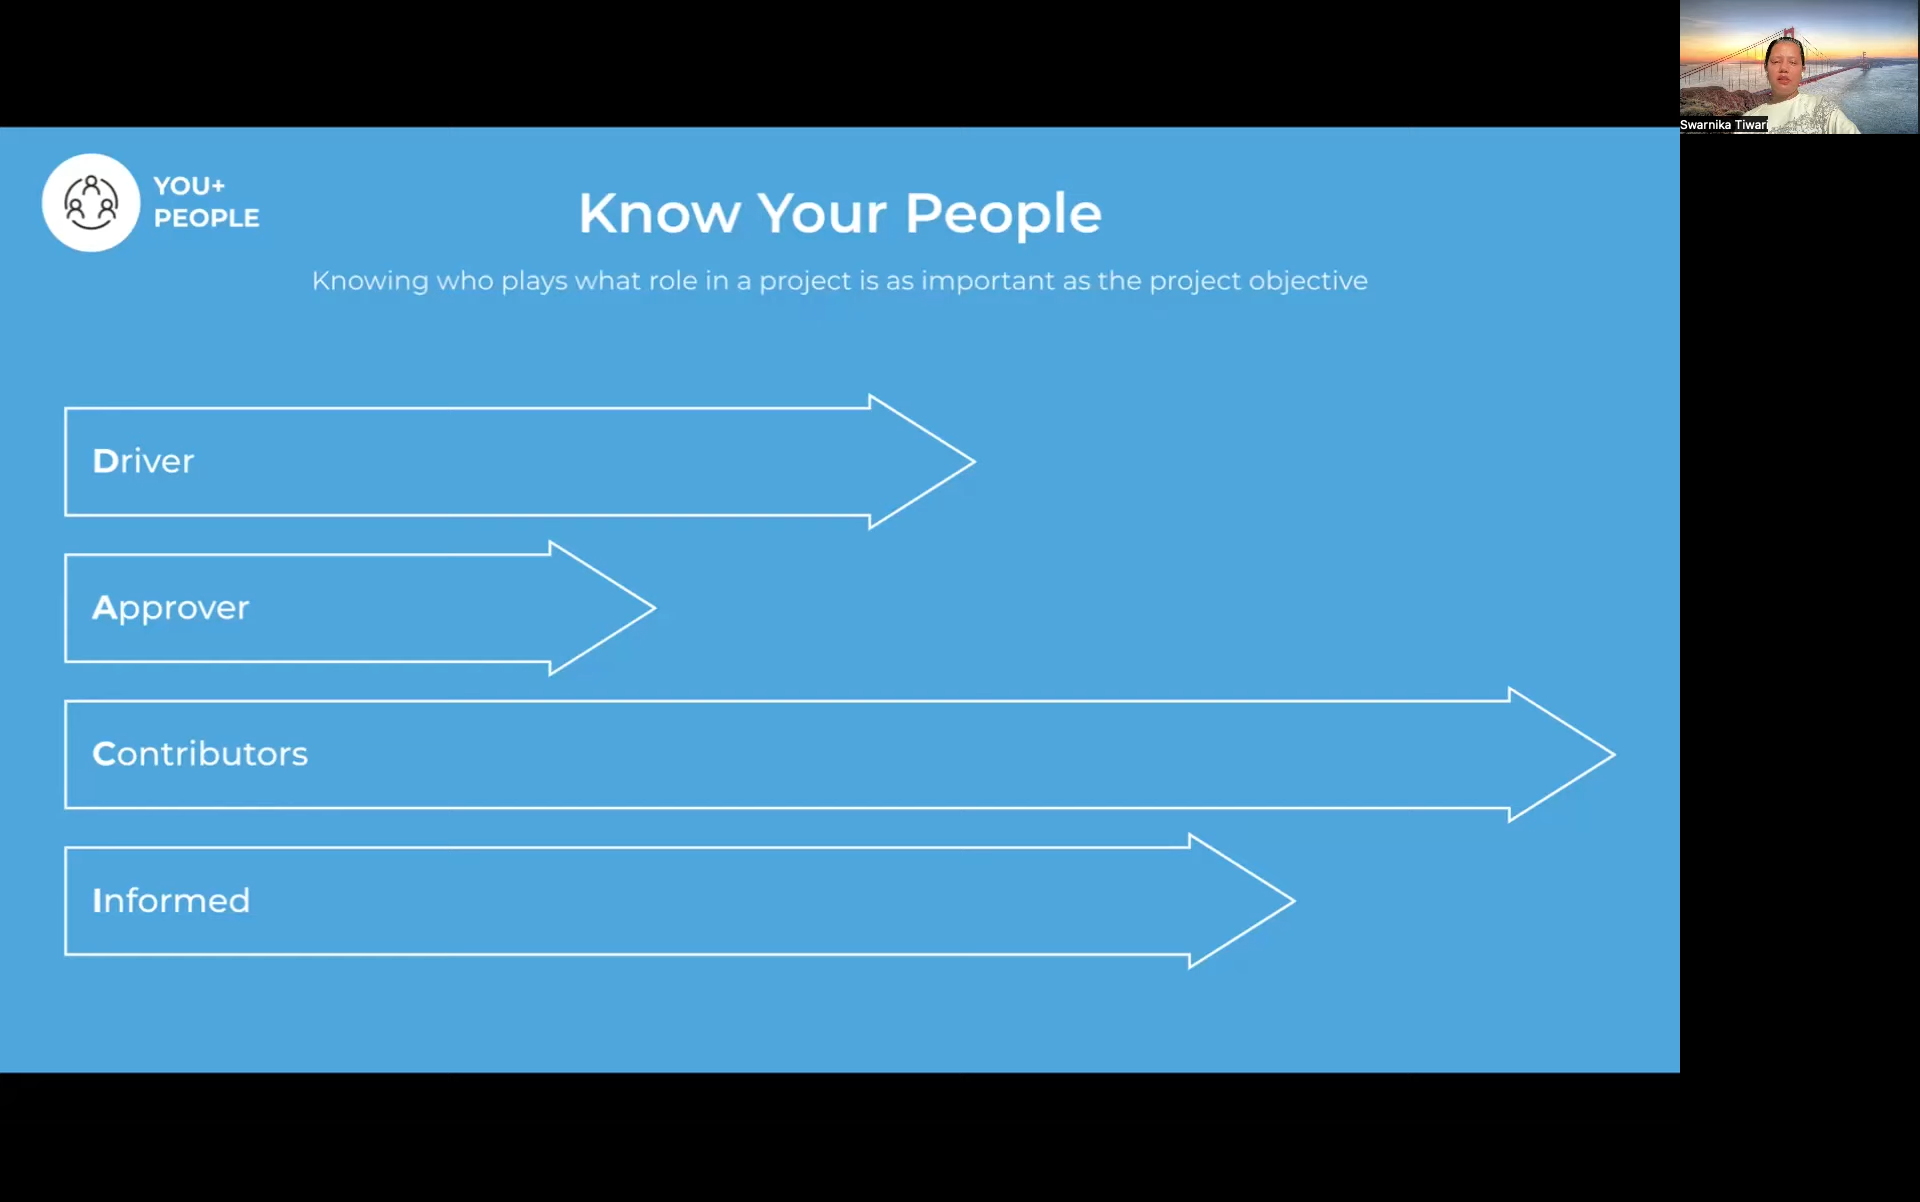 YOU+
PEOPLE
Know Your People
Knowing who plays what role in a project is as important as the project objective
Driver
Approver
Contributors
Informed
Swarnika Tiwari